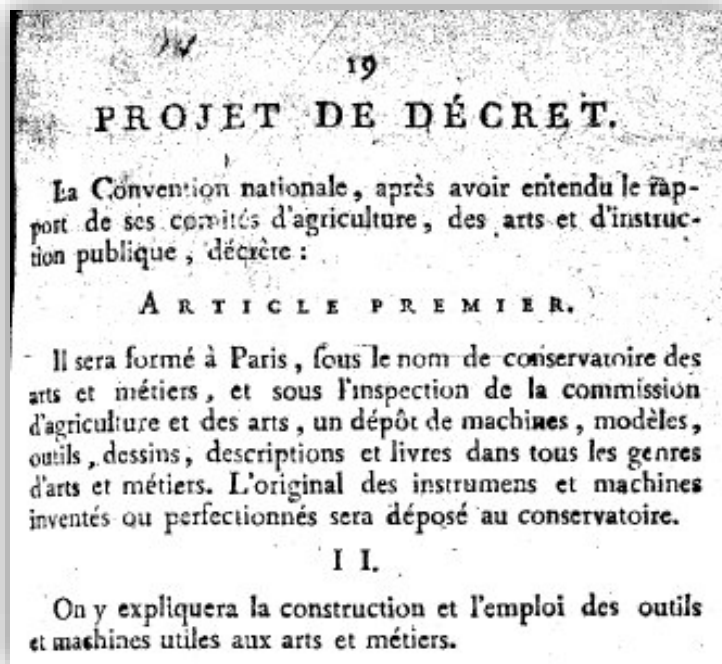 19
PROJET DE DÉCRET.
La Convention nationale, après avoir entendu le rap-
port de ses comités d'agriculture, des arts et d'instruc-
tion publique, décrète :
ARTICLE PREMIER.
Il sera formé à Paris, sous le nom de conservatoire des
arts et métiers, et sous l'inspection de la commission
d'agriculture et des arts, un dépôt de machines, modèles,
outils, dessins, descriptions et livres dans tous les genres
d'arts et métiers. L'original des instrumens et machines
inventés ou perfectionnés sera déposé au conservatoire.
II.
On y expliquera la construction et l'emploi des outils
et machines utiles aux arts et métiers.